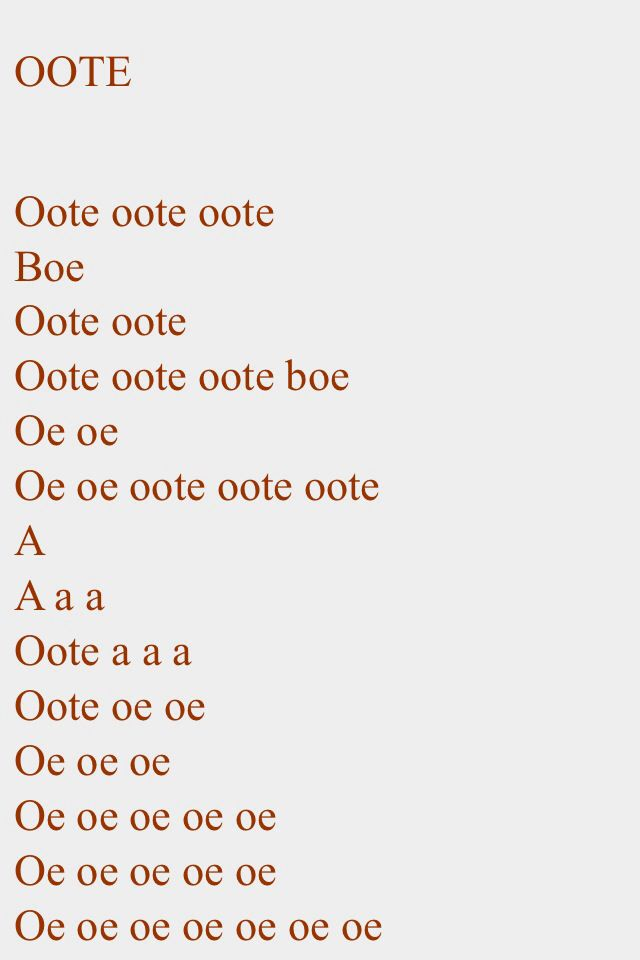 OOTE
Oote oote oote
Boe
Oote oote
Oote oote oote boe
Oe oe
Oe oe oote oote oote
A
A a a
Oote a a a
Oote oe oe
Oe oe oe
Oe oe oe oe oe
Oe oe oe oe oe
Oe oe oe oe oe oe oe